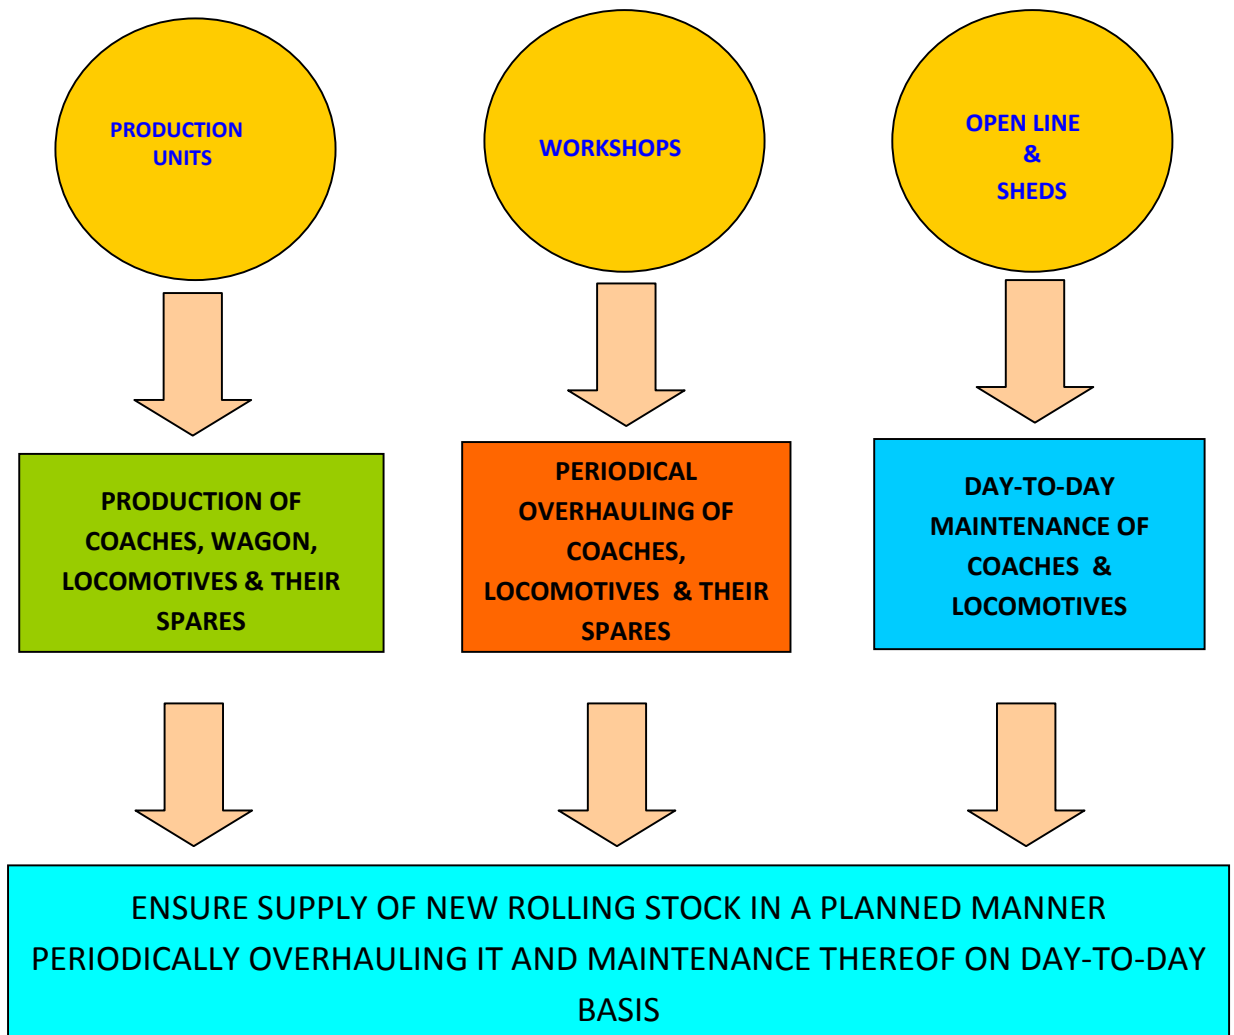 PRODUCTION
UNITS
WORKSHOPS
OPEN LINE
&
SHEDS
PRODUCTION OF
COACHES, WAGON,
LOCOMOTIVES & THEIR
SPARES
PERIODICAL
OVERHAULING OF
COACHES,
LOCOMOTIVES & THEIR
SPARES
DAY-TO-DAY
MAINTENANCE OF
COACHES &
LOCOMOTIVES
ENSURE SUPPLY OF NEW ROLLING STOCK IN A PLANNED MANNER
PERIODICALLY OVERHAULING IT AND MAINTENANCE THEREOF ON DAY-TO-DAY
BASIS